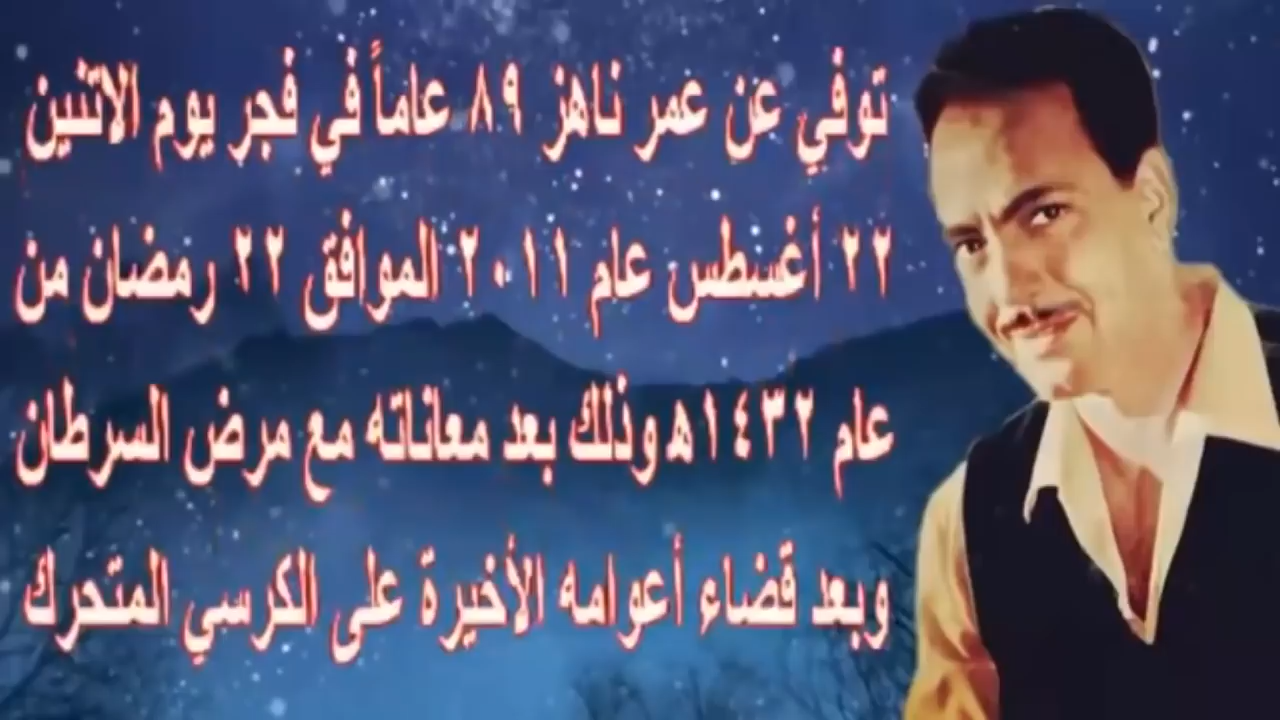 توفي عن عمر ناهز ٨٩ عاماً في فجر يوم الاثنين
٢٢ أغسطس عام ٢٠١١ الموافق ٢٢ رمضان من
عام ١٤٣٢ه وذلك بعد معاناته مع مرض السرطان
وبعد قضاء أعوامه الأخيرة على الكرسي المتحرك